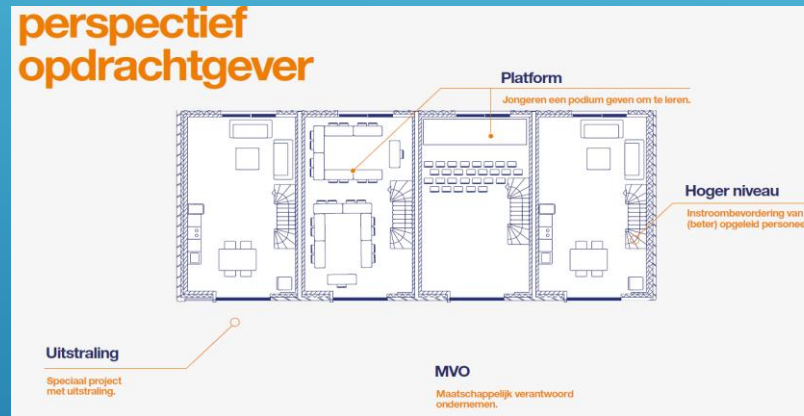 perspectief
opdrachtgever
Platform
Jongeren een podium geven om te leren.
Hoger niveau
Instroombevordering van
(beter) opgeleid personee
Uitstraling
Speciaal project
met uitstraling.
MVO
Maatschappelijk verantwoord
ondernemen.